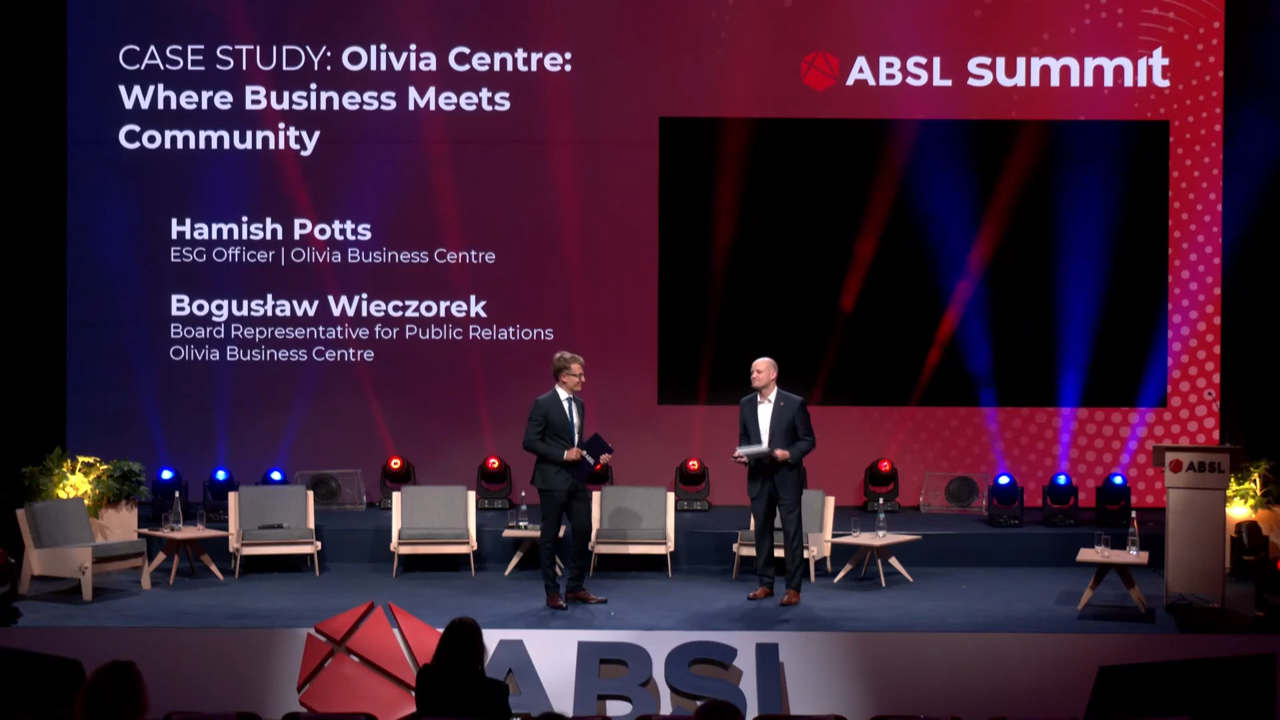 CASE STUDY: Olivia Centre:
Where Business Meets
Community
ABSL summit
Hamish Potts
ESG Officer | Olivia Business Centre
Bogusław Wieczorek
Board Representative for Public Relations
Olivia Business Centre
ABSL
ABSL